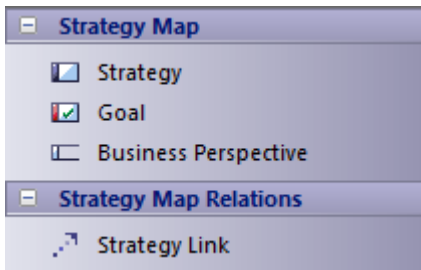 Strategy Map
Strategy
Goal
Business Perspective
Strategy Map Relations
Strategy Link